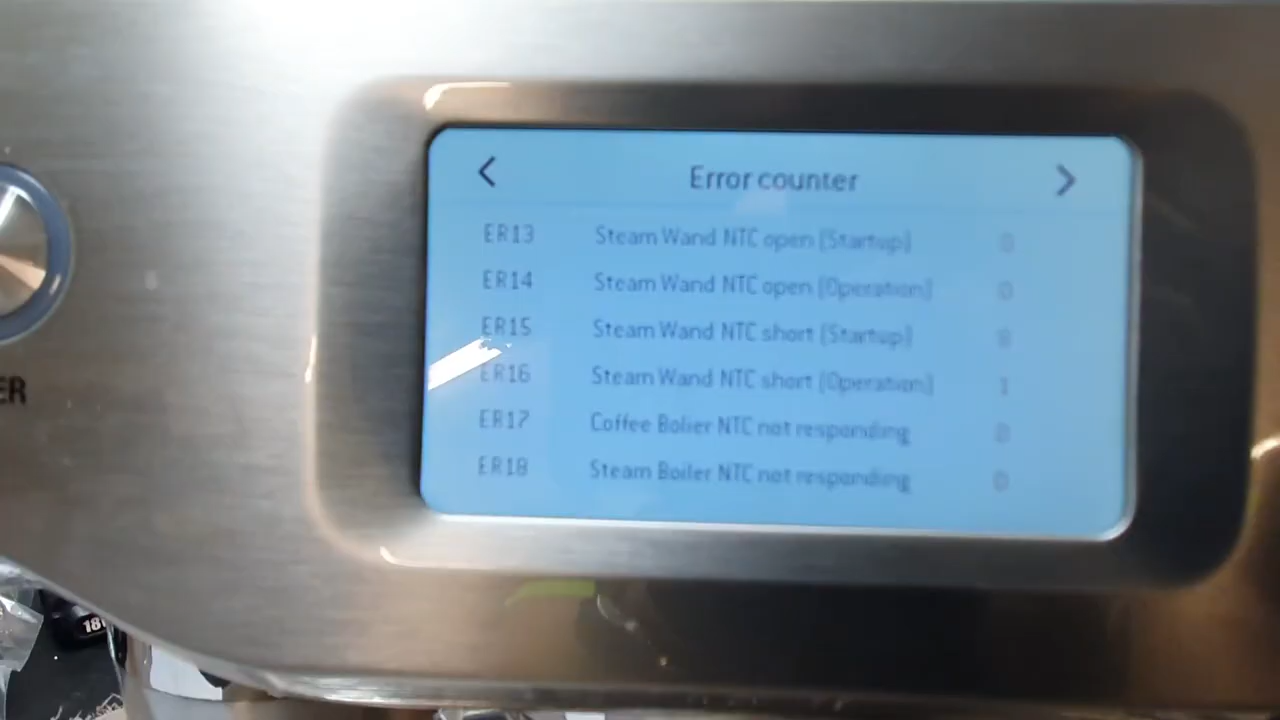 Error counter
ER13 Steam Wand NTC open (Startup) 0
ER14 Steam Wand NTC open (Operation) 0
ER15 Steam Wand NTC short (Startup) 0
ER16 Steam Wand NTC short (Operation) 1
ER17 Coffee Bolier NTC not responding 0
ER18 Steam Boiler NTC not responding 0
ER